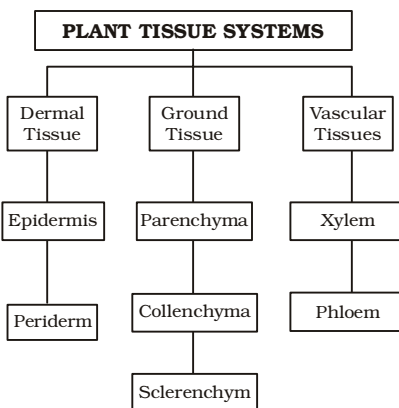 PLANT TISSUE SYSTEMS
Dermal
Tissue
Ground
Tissue
Vascular
Tissues
Epidermis
Parenchyma
Xylem
Periderm
Collenchyma
Phloem
Sclerenchym